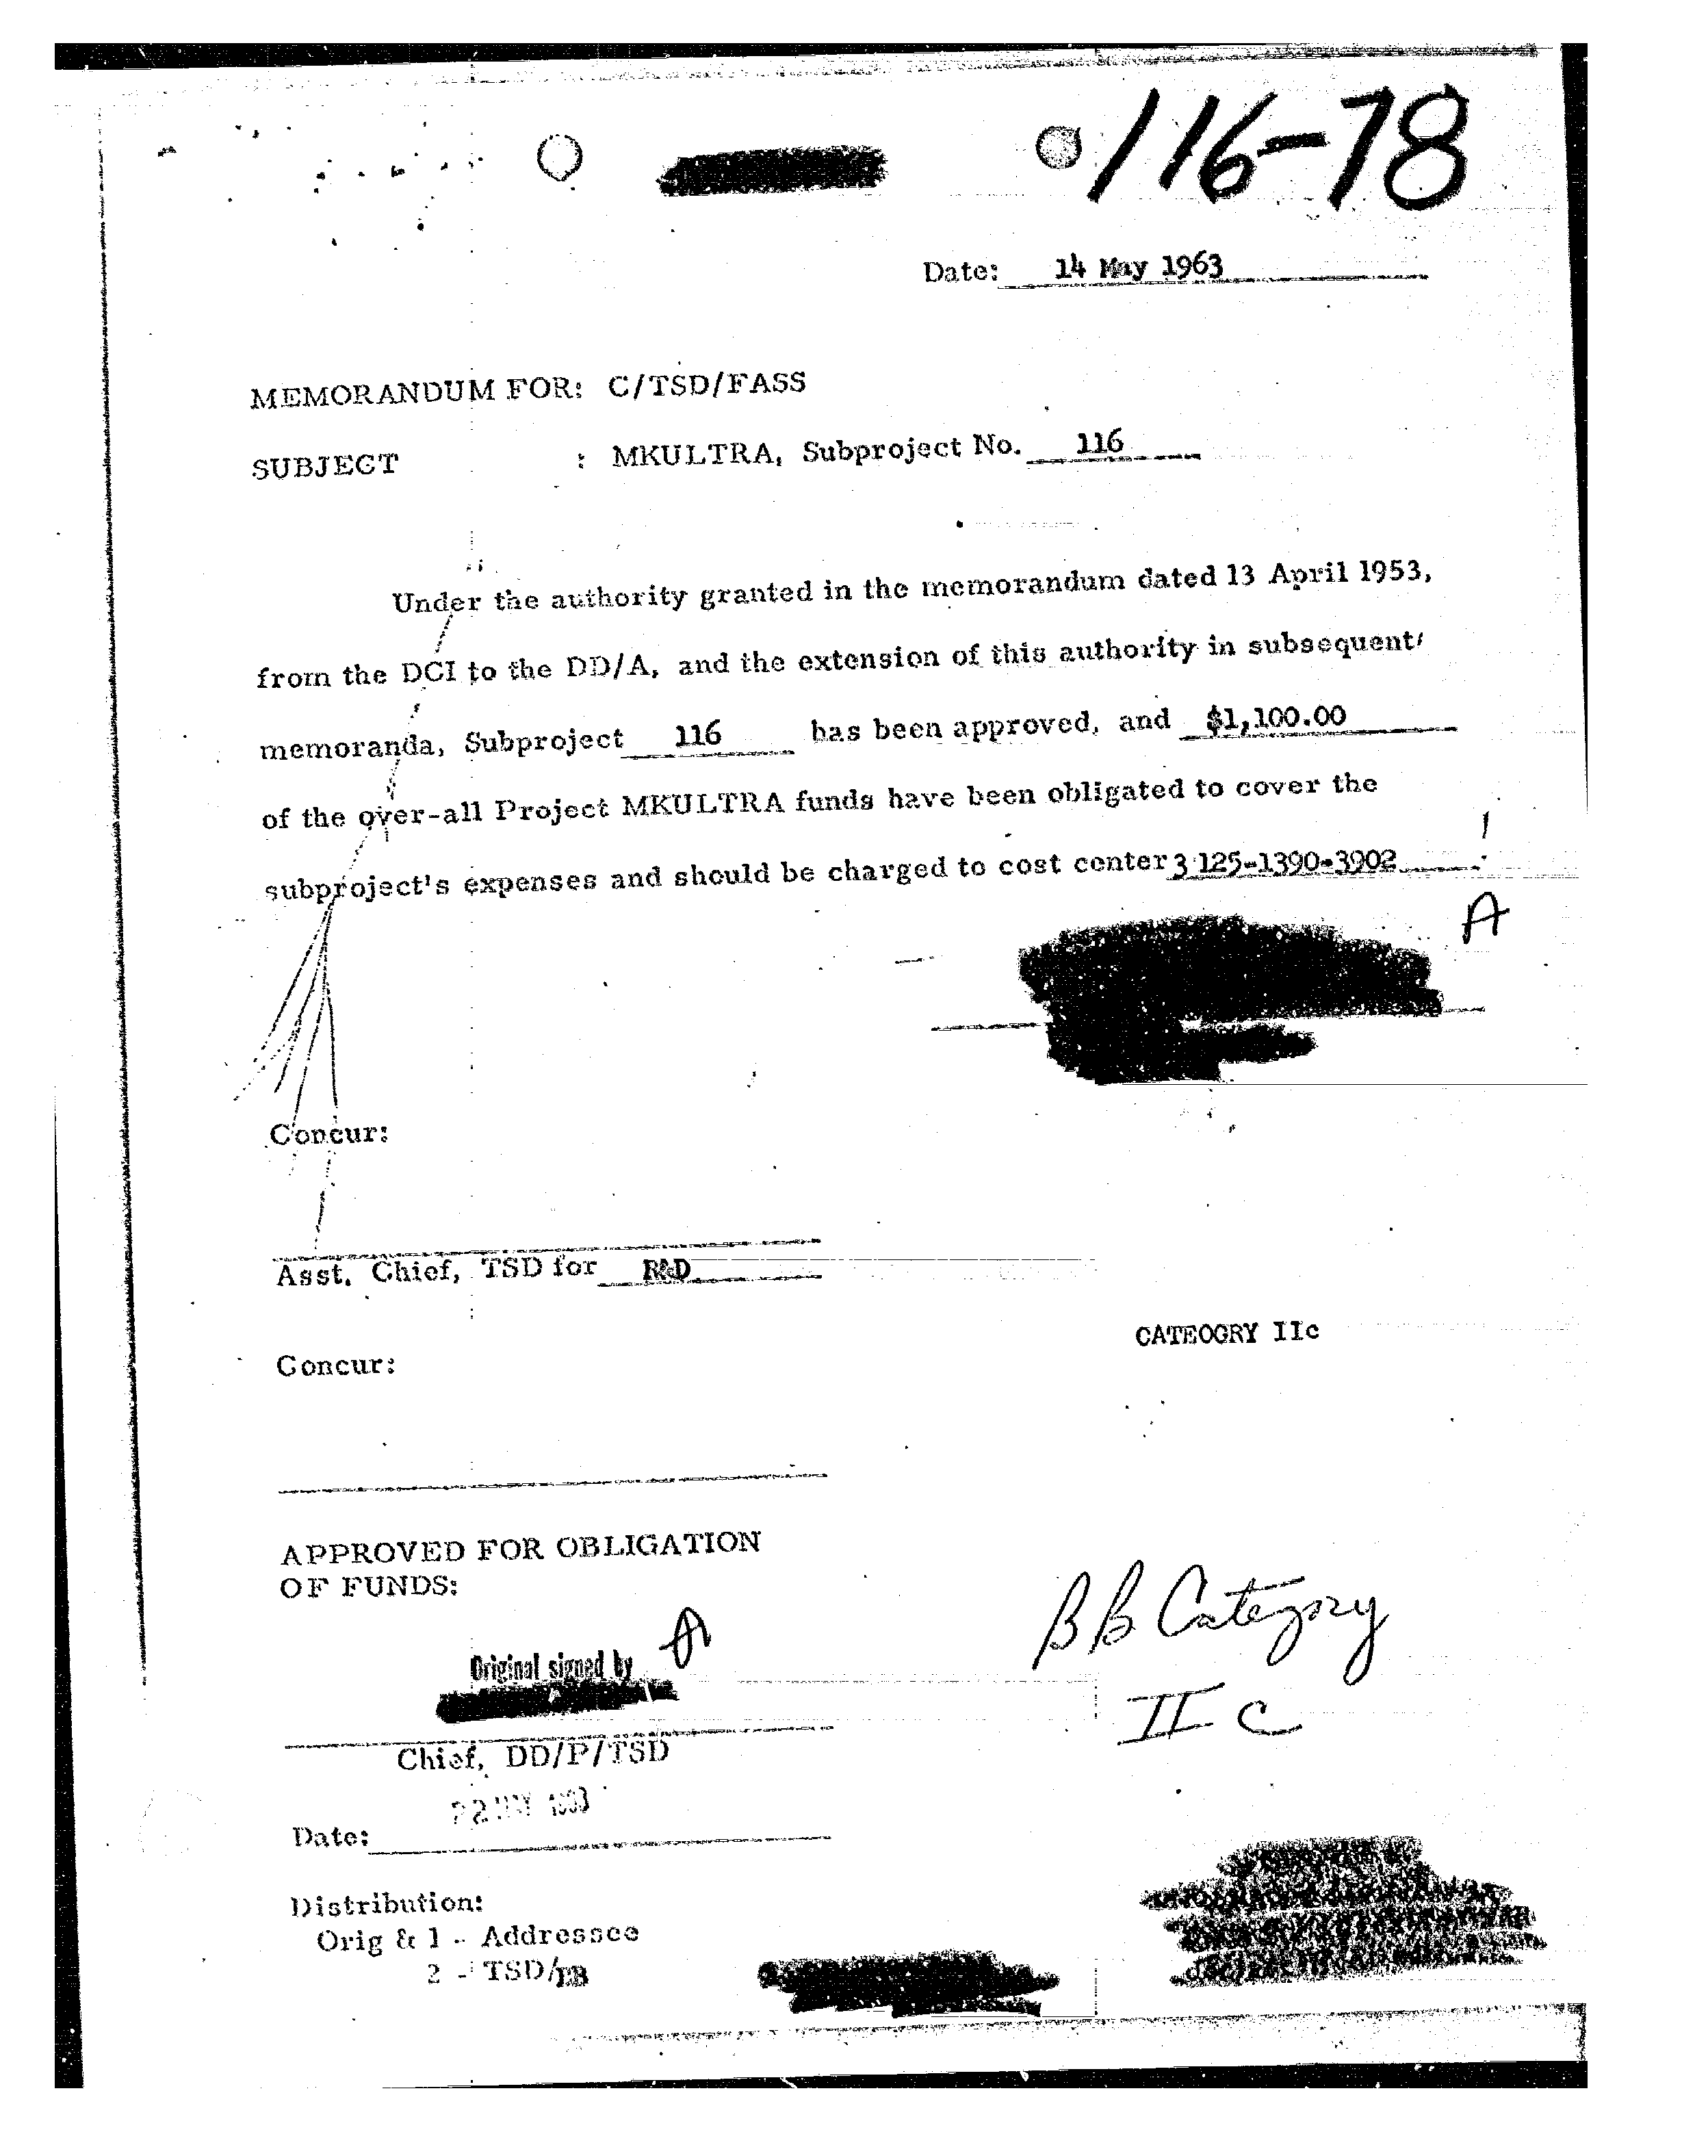 116-78
Date: 14 May 1963
MEMORANDUM FOR: C/TSD/FASS
SUBJECT : MKULTRA, Subproject No. 116
Under the authority granted in the memorandum dated 13 April 1953,
from the DCI to the DD/A, and the extension of this authority in subsequent
memoranda, Subproject 116 has been approved, and $1,100.00
of the over-all Project MKULTRA funds have been obligated to cover the
subproject's expenses and should be charged to cost center 3125-1390-3902
A
Concur:
Asst. Chief, TSD for R&D
CATEOGRY IIc
Concur:
APPROVED FOR OBLIGATION
OF FUNDS:
BB Category
II C
Original signed by
Chief, DD/P/TSD
22 MAY 1963
Date:
Distribution:
Orig & 1 - Addressee
2 - TSD/